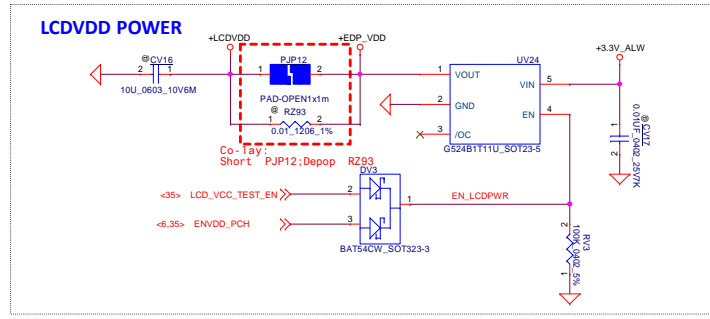 LCDVDD POWER
+LCDVDD
+EDP_VDD
@
CV16
2
1
10U_0603_10V6M
PJP12
1
2
PAD-OPEN1x1m
@
RZ93
1
2
0.01_1206_1%
Co-lay:
Short PJP12;Depop RZ93
UV24
1
VOUT
2
GND
3
/OC
VIN
5
EN
4
G524B1T11U_SOT23-5
+3.3V_ALW
1
2
@
CV17
0.01UF_0402_25V7K
DV3
<35> LCD_VCC_TEST_EN
2
<6,35> ENVDD_PCH
3
1
EN_LCDPWR
BAT54CW_SOT323-3
2
1
RV3
100K_0402_5%